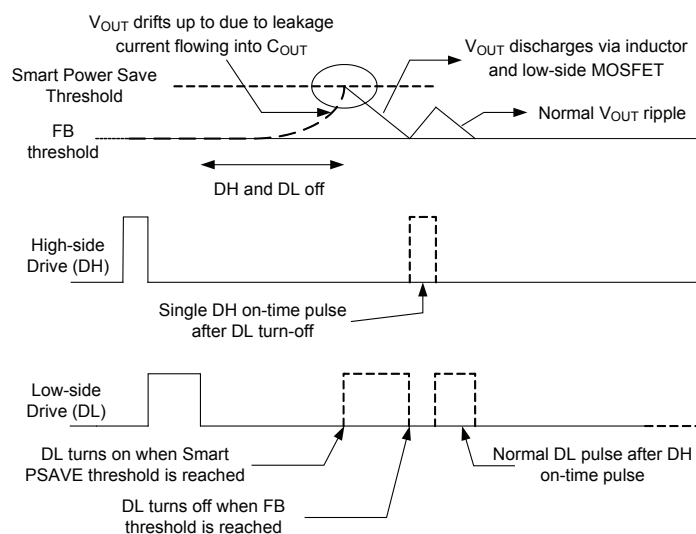 VOUT drifts up to due to leakage
current flowing into COUT
Smart Power Save
Threshold
FB
threshold
VOUT discharges via inductor
and low-side MOSFET
Normal VOUT ripple
DH and DL off
High-side
Drive (DH)
Single DH on-time pulse
after DL turn-off
Low-side
Drive (DL)
DL turns on when Smart
PSAVE threshold is reached
DL turns off when FB
threshold is reached
Normal DL pulse after DH
on-time pulse